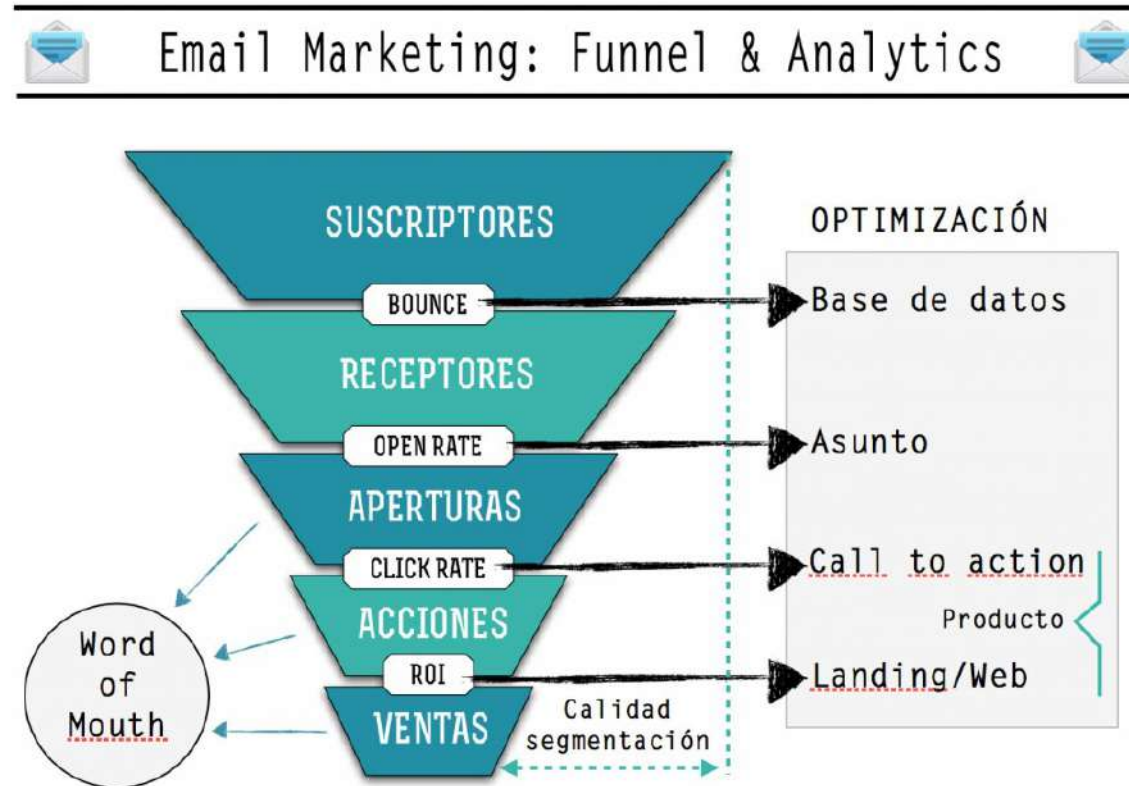 Email Marketing: Funnel & Analytics
SUSCRIPTORES
OPTIMIZACIÓN
BOUNCE
Base de datos
RECEPTORES
OPEN RATE
Asunto
APERTURAS
CLICK RATE
Call to action
ACCIONES
Producto
ROI
Landing/Web
VENTAS
Calidad
segmentación
Word
of
Mouth